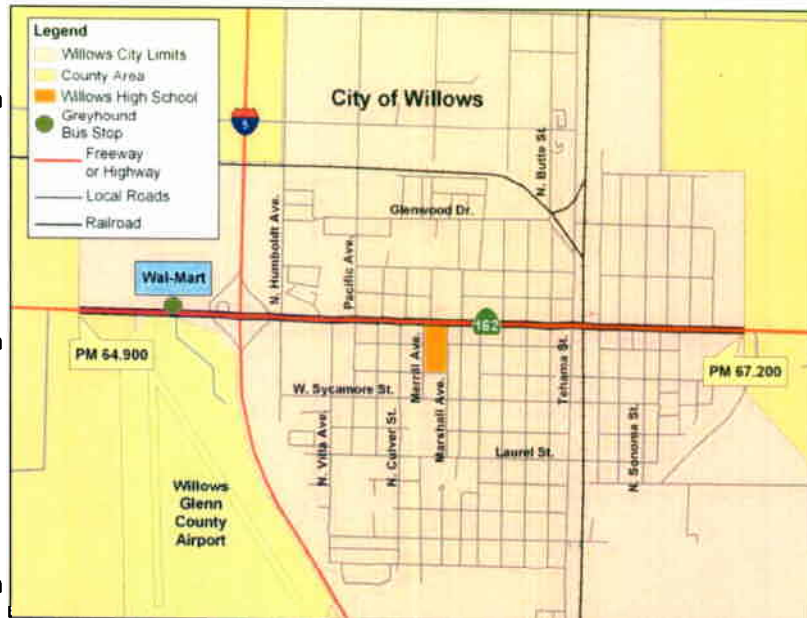 Legend
Willows City Limits
County Area
Willows High School
Greyhound
Bus Stop
Freeway
or Highway
Local Roads
Railroad
City of Willows
5
N. Butte St.
Glenwood Dr.
N. Humboldt Ave.
Pacific Ave.
Wal-Mart
162
PM 64.900
PM 67.200
Merrill Ave.
Tehama St.
W. Sycamore St.
Marshall Ave.
N. Villa Ave.
N. Culver St.
Laurel St.
N. Sonoma St.
Willows
Glenn
County
Airport